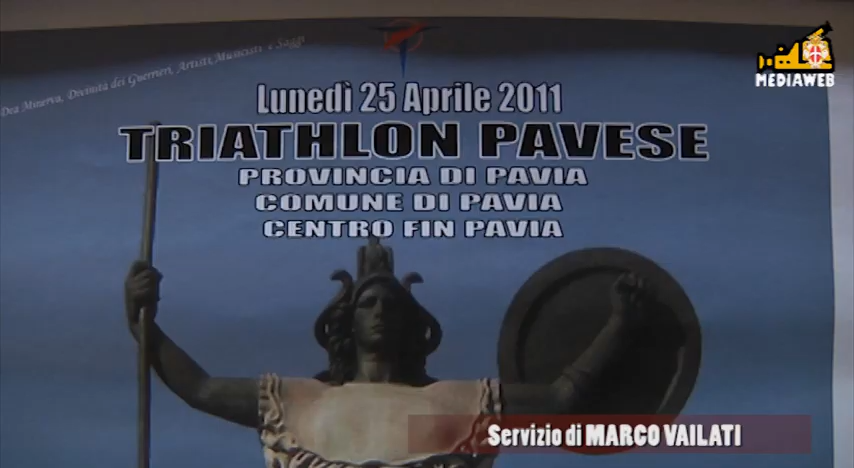 Dea Minerva, Divinità dei Guerrieri, Artisti, Musicisti e Saggi
MEDIAWEB
Lunedì 25 Aprile 2011
TRIATHLON PAVESE
PROVINCIA DI PAVIA
COMUNE DI PAVIA
CENTRO FIN PAVIA
Servizio di MARCO VAILATI